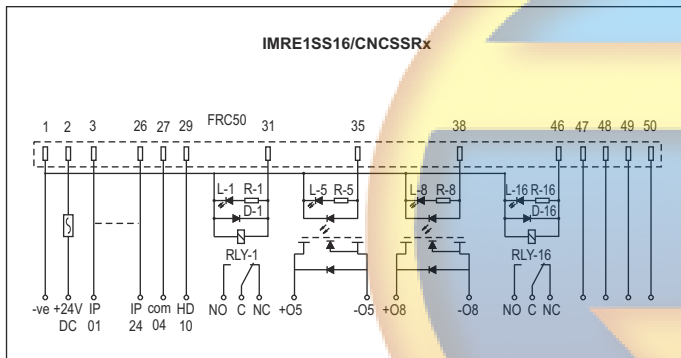 IMRE1SS16/CNCSSRx
1 2 3 26 27 29 FRC50 31 35 38 46 47 48 49 50
L-1 R-1 L-5 R-5 L-8 R-8 L-16 R-16
D-1 D-16
RLY-1 RLY-16
-ve +24V IP IP com HD NO C NC +O5 -O5 +O8 -O8 NO C NC
DC 01 24 04 10